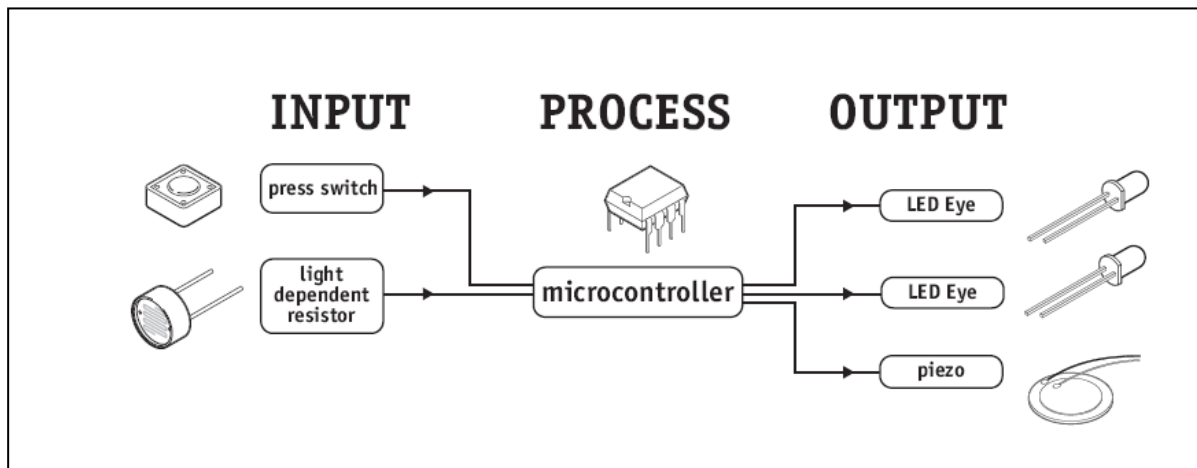 INPUT
PROCESS
OUTPUT
press switch
light
dependent
resistor
microcontroller
LED Eye
LED Eye
piezo